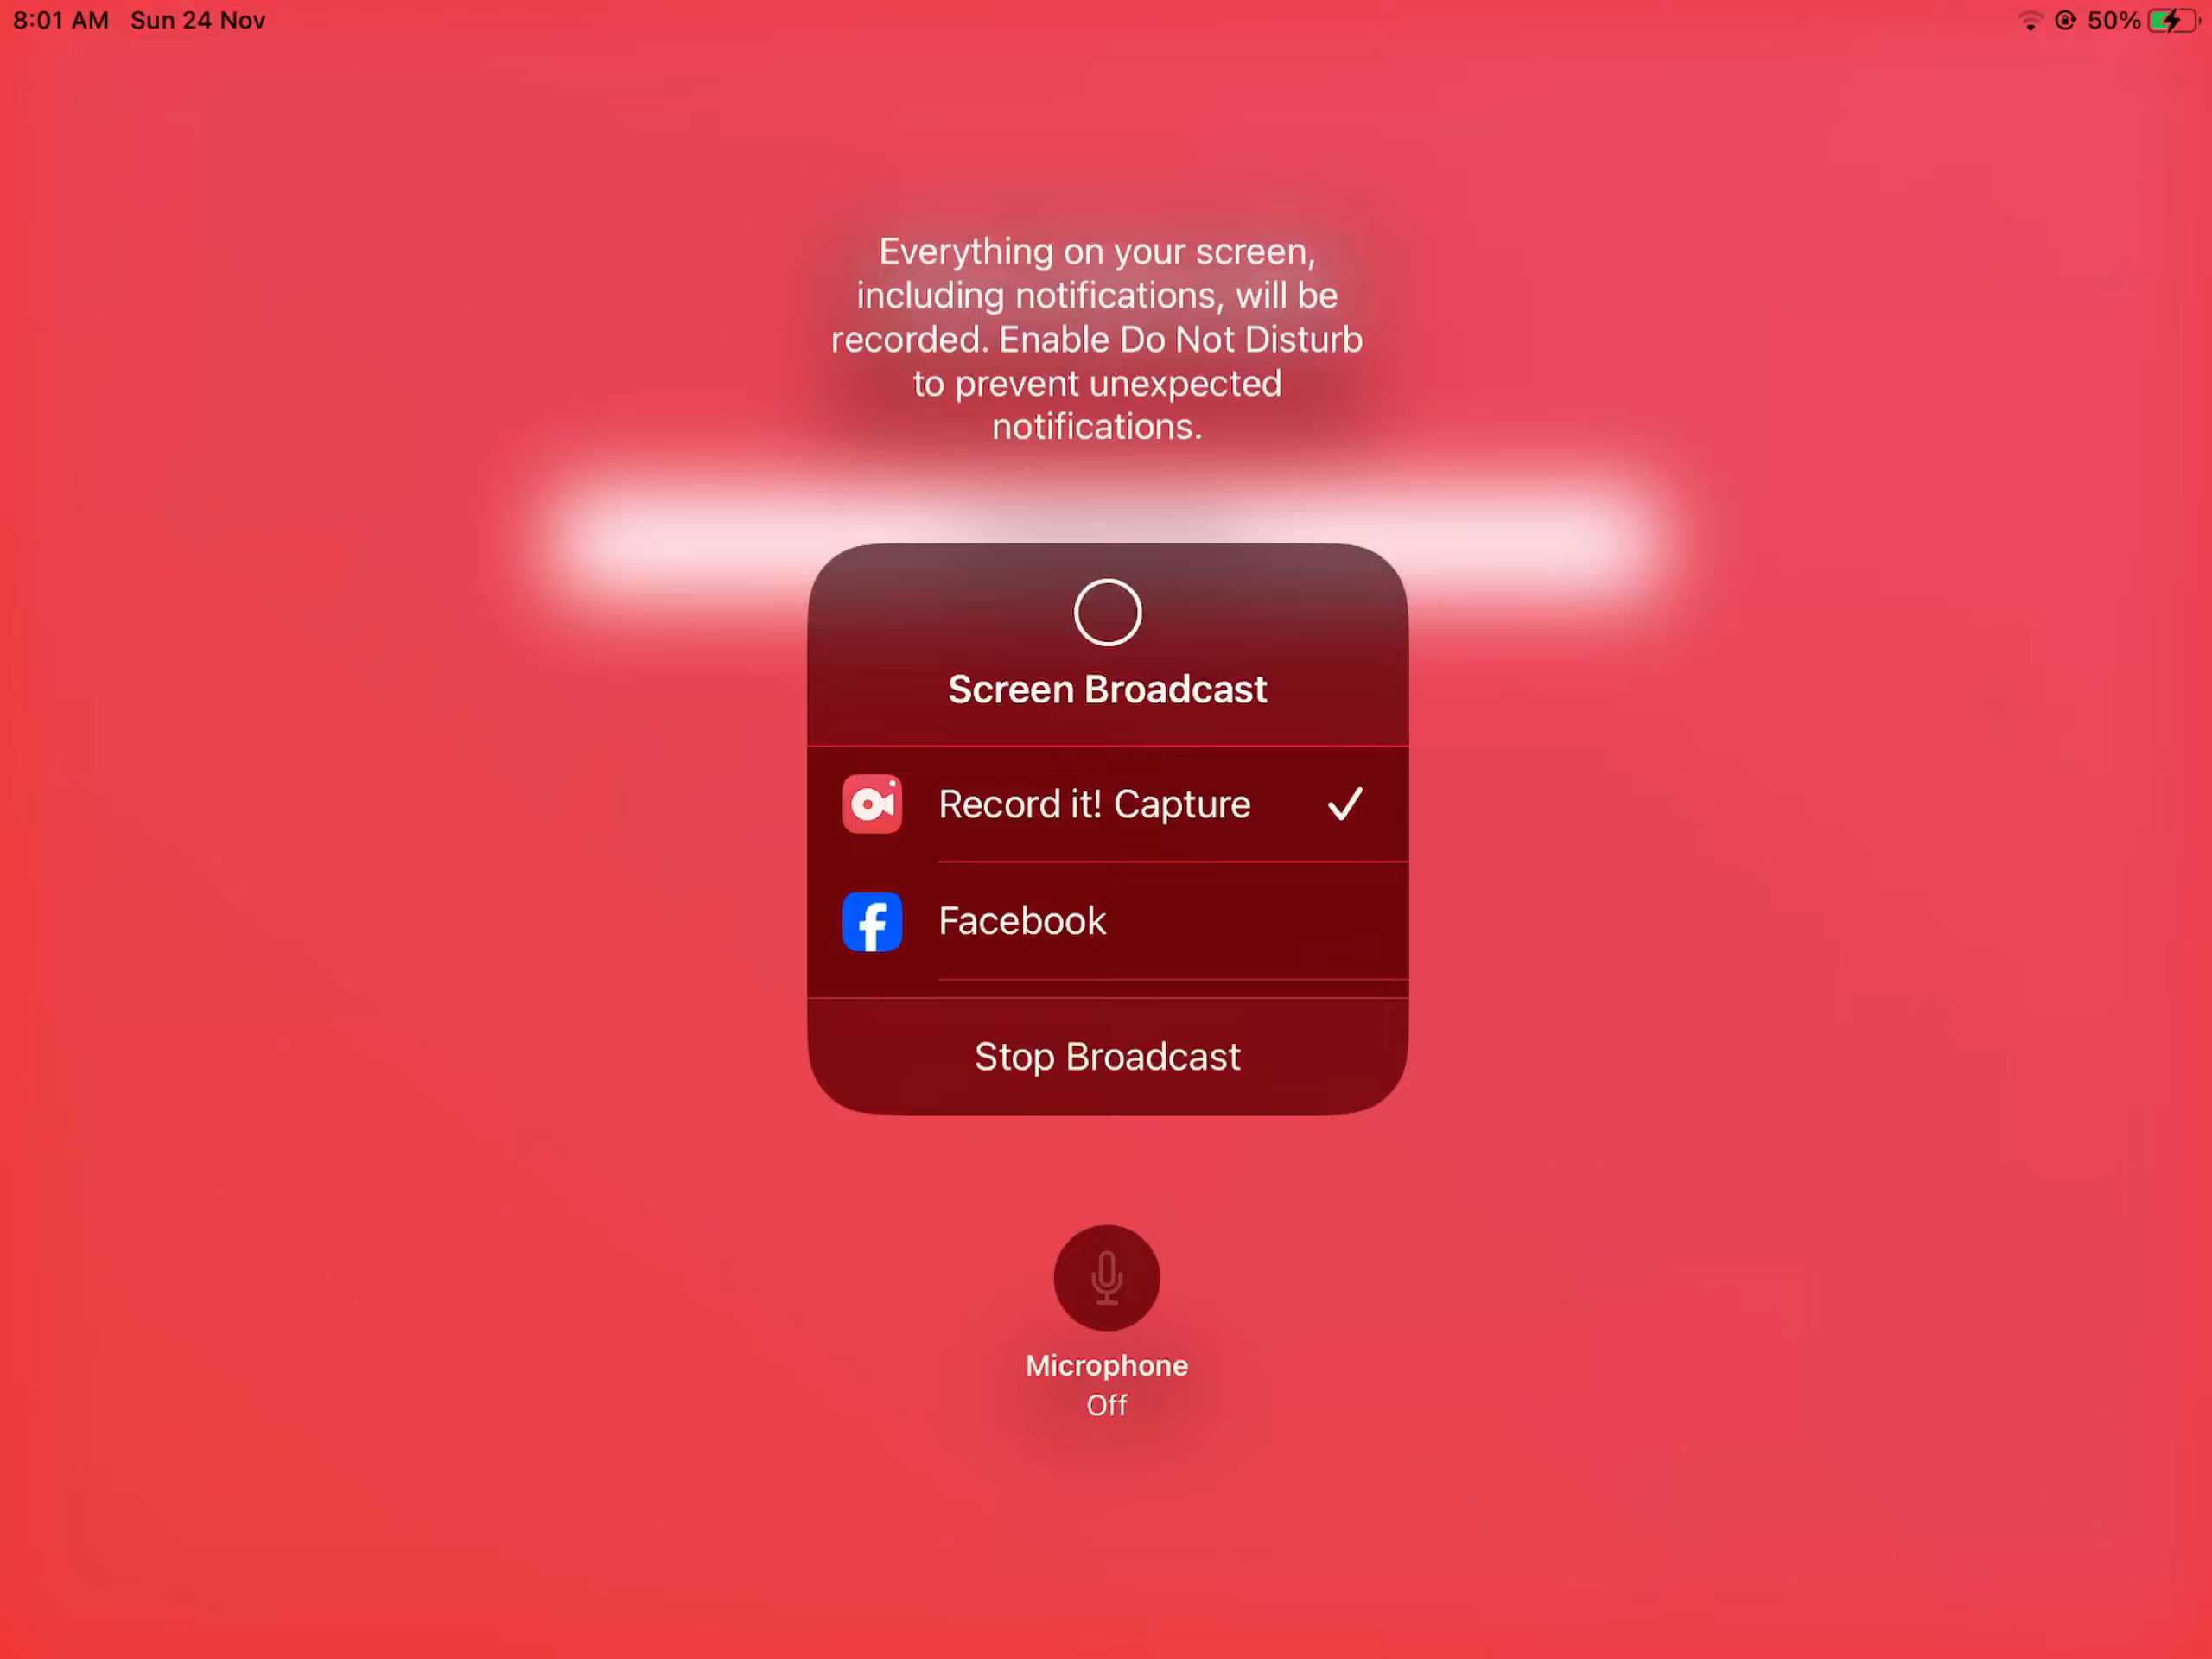 8:01 AM Sun 24 Nov
50%
Everything on your screen,
including notifications, will be
recorded. Enable Do Not Disturb
to prevent unexpected
notifications.
Screen Broadcast
Record it! Capture
Facebook
Stop Broadcast
Microphone
Off